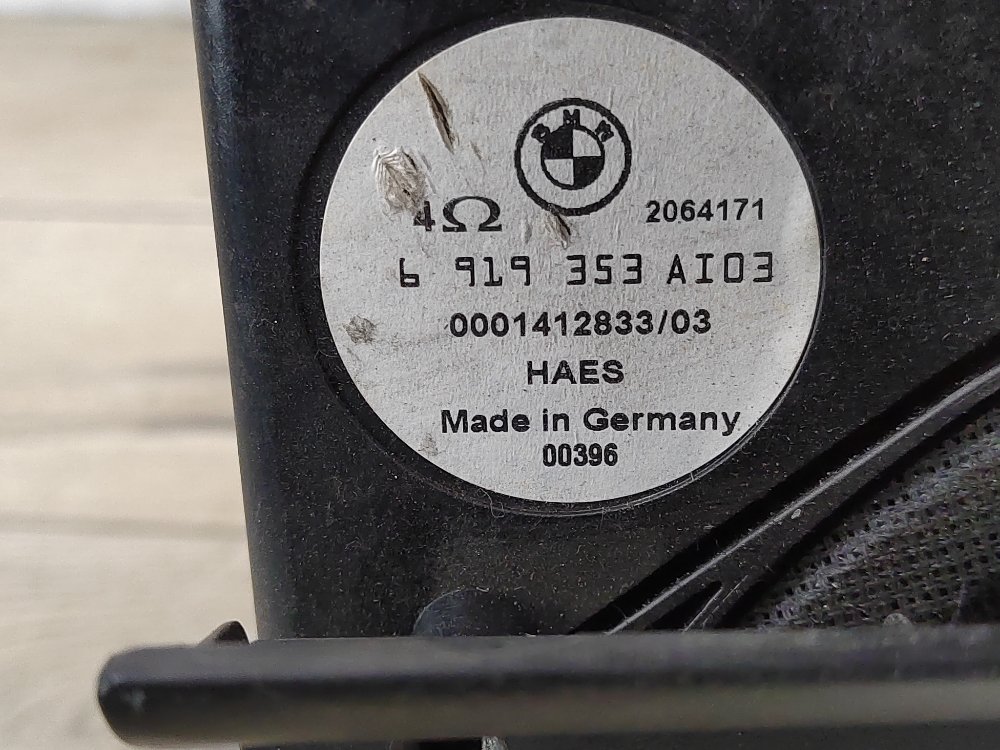 BMW
4Ω 2064171
6 919 353 AI03
0001412833/03
HAES
Made in Germany
00396